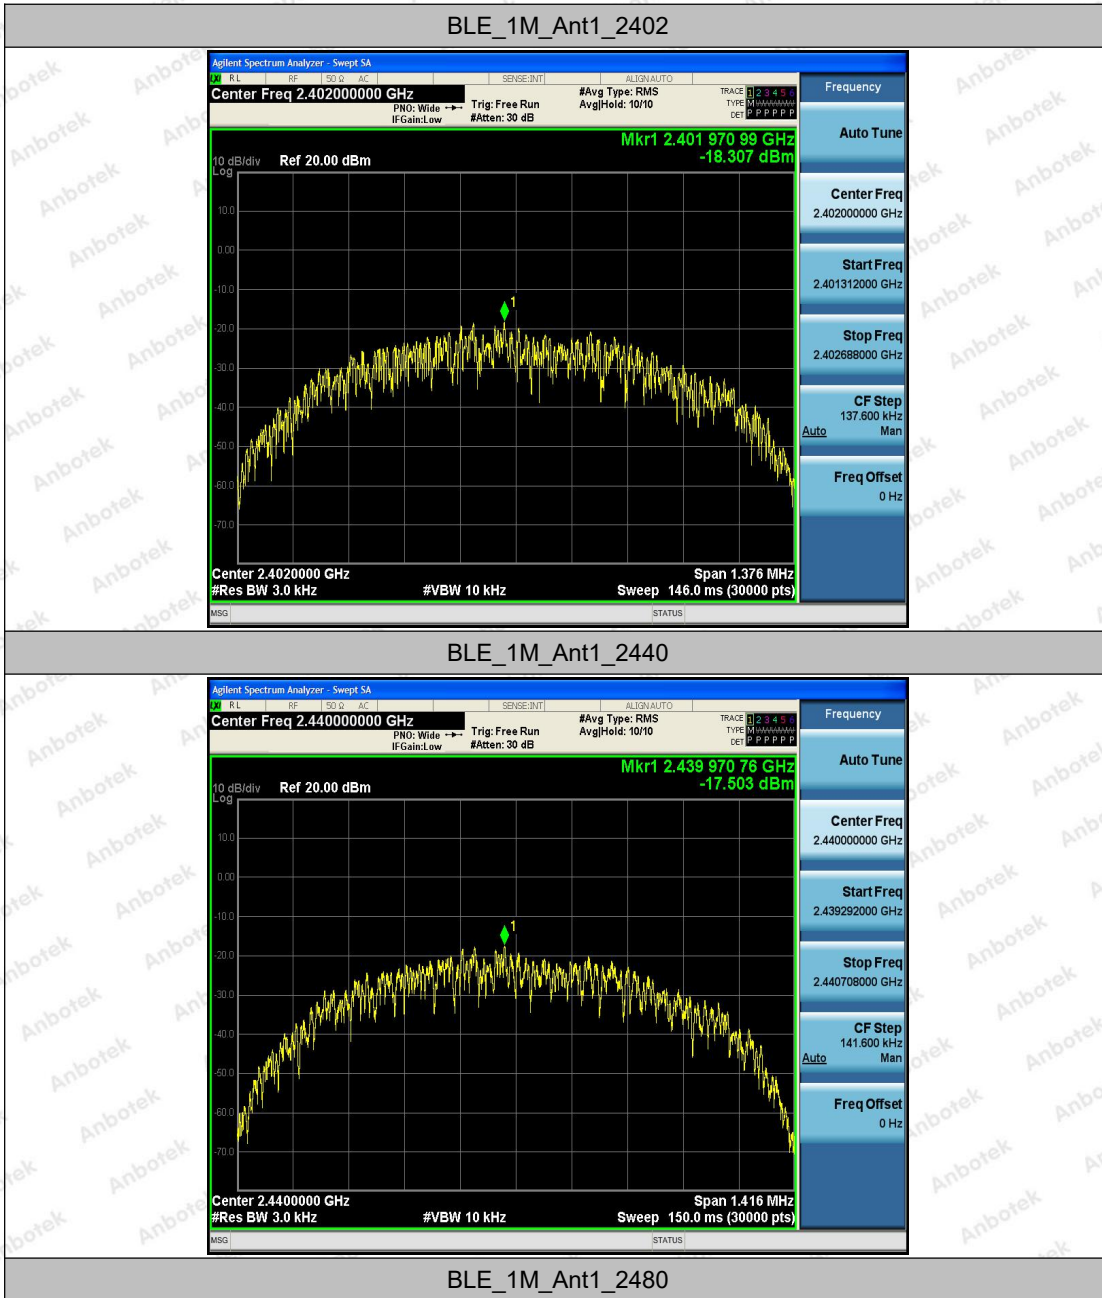 BLE_1M_Ant1_2402
Agilent Spectrum Analyzer - Swept SA
LXI RL RF 50 Ω AC SENSE:INT ALIGNAUTO
Center Freq 2.402000000 GHz
PNO: Wide
IFGain:Low
Trig: Free Run
#Atten: 30 dB
#Avg Type: RMS
Avg|Hold: 10/10
TRACE 1 2 3 4 5 6
TYPE M
DET P P P P P P
Mkr1 2.401 970 99 GHz
-18.307 dBm
10 dB/div
Log
Ref 20.00 dBm
10.0
0.00
-10.0
-20.0
-30.0
-40.0
-50.0
-60.0
-70.0
1
Center 2.4020000 GHz
Span 1.376 MHz
#Res BW 3.0 kHz
#VBW 10 kHz
Sweep 146.0 ms (30000 pts)
MSG
STATUS
Frequency
Auto Tune
Center Freq
2.402000000 GHz
Start Freq
2.401312000 GHz
Stop Freq
2.402688000 GHz
CF Step
137.600 kHz
Auto Man
Freq Offset
0 Hz
BLE_1M_Ant1_2440
Agilent Spectrum Analyzer - Swept SA
LXI RL RF 50 Ω AC SENSE:INT ALIGNAUTO
Center Freq 2.440000000 GHz
PNO: Wide
IFGain:Low
Trig: Free Run
#Atten: 30 dB
#Avg Type: RMS
Avg|Hold: 10/10
TRACE 1 2 3 4 5 6
TYPE M
DET P P P P P P
Mkr1 2.439 970 76 GHz
-17.503 dBm
10 dB/div
Log
Ref 20.00 dBm
10.0
0.00
-10.0
-20.0
-30.0
-40.0
-50.0
-60.0
-70.0
1
Center 2.4400000 GHz
Span 1.416 MHz
#Res BW 3.0 kHz
#VBW 10 kHz
Sweep 150.0 ms (30000 pts)
MSG
STATUS
Frequency
Auto Tune
Center Freq
2.440000000 GHz
Start Freq
2.439292000 GHz
Stop Freq
2.440708000 GHz
CF Step
141.600 kHz
Auto Man
Freq Offset
0 Hz
BLE_1M_Ant1_2480
Anbotek